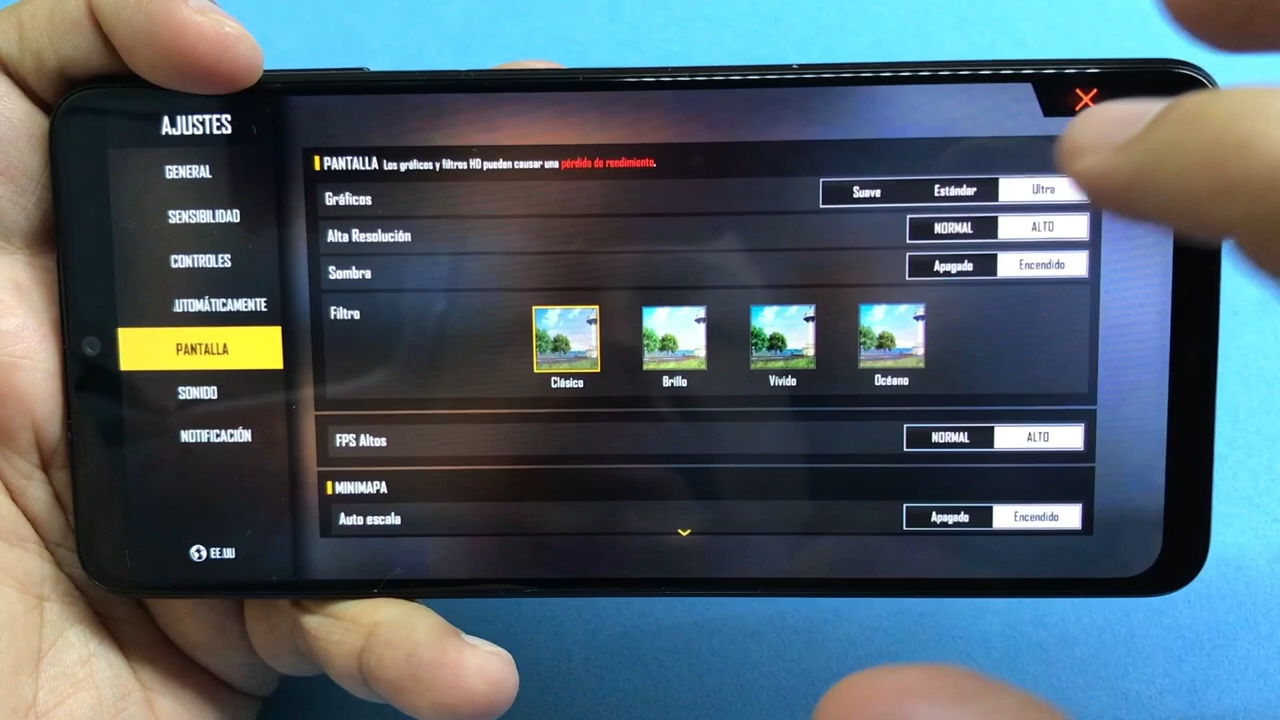 AJUSTES
GENERAL
SENSIBILIDAD
CONTROLES
AUTOMÁTICAMENTE
PANTALLA
SONIDO
NOTIFICACIÓN
EE.UU
PANTALLA Los gráficos y filtros HD pueden causar una pérdida de rendimiento.
Gráficos Suave Estándar Ultra
Alta Resolución NORMAL ALTO
Sombra Apagado Encendido
Filtro
Clásico Brillo Vívido Océano
FPS Altos NORMAL ALTO
MINIMAPA
Auto escala Apagado Encendido